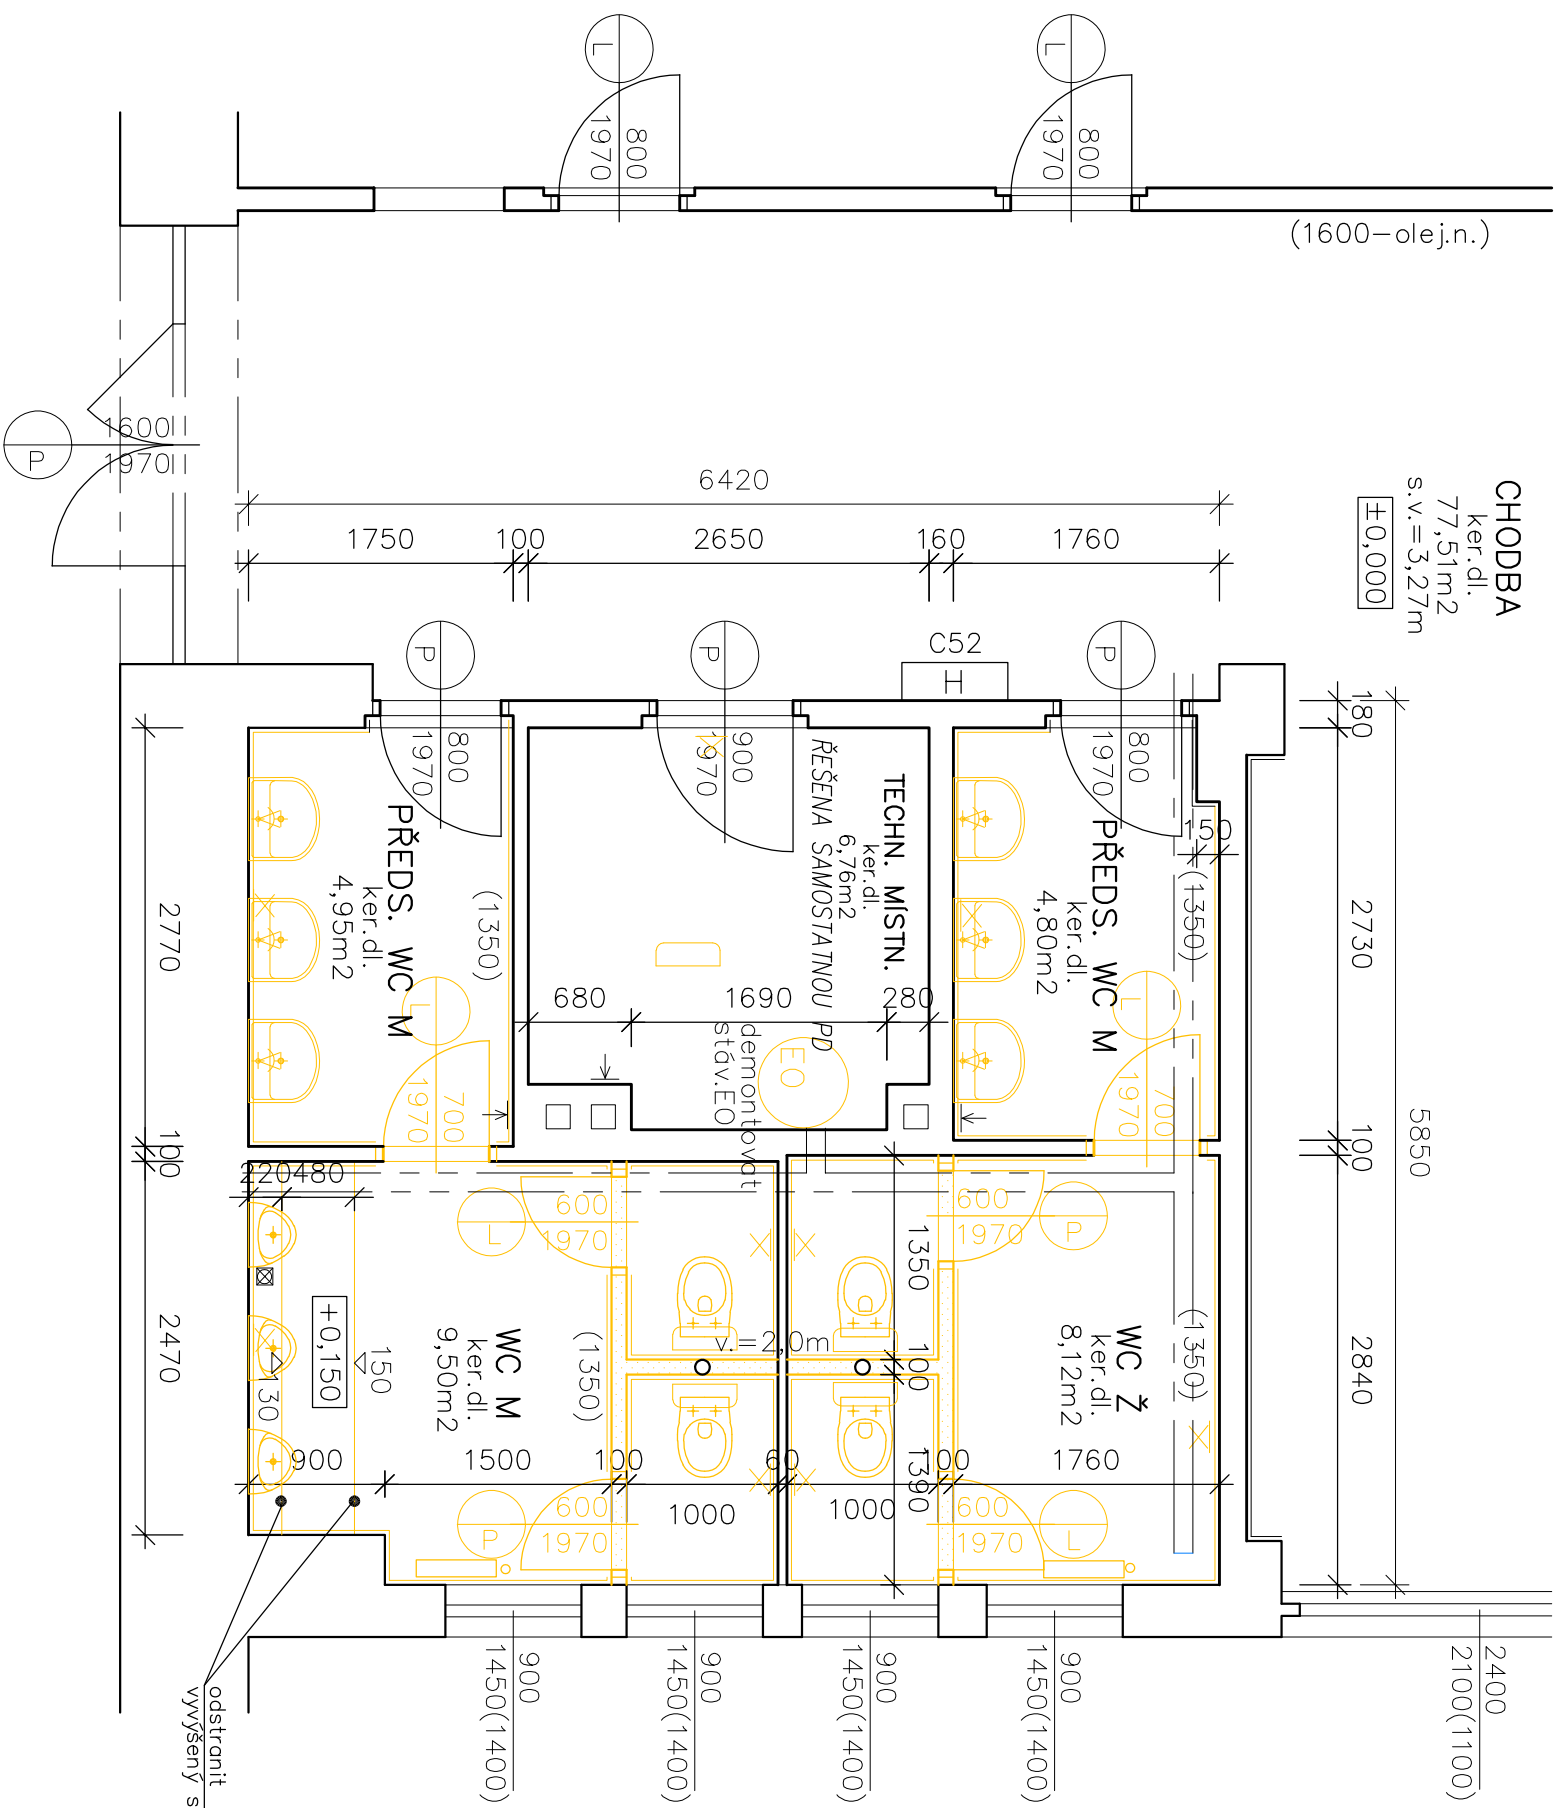 CHODBA
ker.dl.
77,51m2
s.v.=3,27m
±0,000
(1600-olej.n.)
L
800
1970
L
800
1970
1600
1970
P
6420
1750
100
2650
160
1760
C52
H
P
P
P
800
1970
900
1970
800
1970
PŘEDS. WC M
ker.dl.
4,95m2
(1350)
TECHN. MÍSTN.
ker.dl.
6,76m2
ŘEŠENA SAMOSTATNOU PD
PŘEDS. WC M
ker.dl.
4,80m2
(1350)
150
680
1690
280
demontovat
stáv.EO
EO
L
700
1970
L
700
1970
180
2730
100
2840
5850
2770
100
2470
220
480
L
600
1970
P
600
1970
1350
100
1390
WC M
ker.dl.
9,50m2
(1350)
+0,150
150
130
v.=2,0m
WC Ž
ker.dl.
8,12m2
(1350)
900
1500
100
60
100
1760
1000
1000
P
600
1970
L
600
1970
900
1450(1400)
900
1450(1400)
900
1450(1400)
900
1450(1400)
2400
2100(1100)
odstranit
vyvýšený s